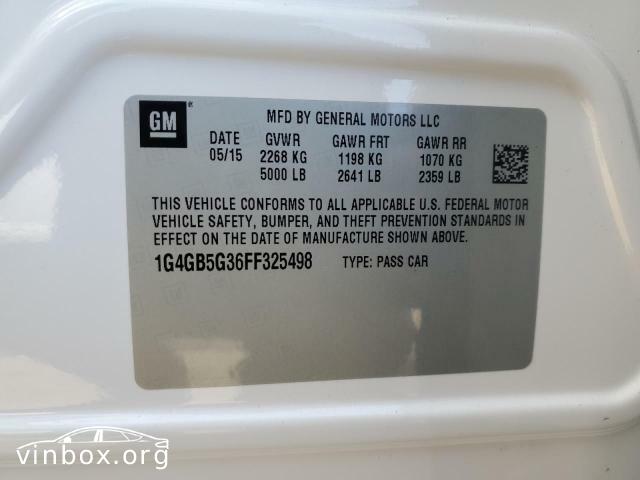 GM
MFD BY GENERAL MOTORS LLC
DATE GVWR GAWR FRT GAWR RR
05/15 2268 KG 1198 KG 1070 KG
5000 LB 2641 LB 2359 LB
THIS VEHICLE CONFORMS TO ALL APPLICABLE U.S. FEDERAL MOTOR
VEHICLE SAFETY, BUMPER, AND THEFT PREVENTION STANDARDS IN
EFFECT ON THE DATE OF MANUFACTURE SHOWN ABOVE.
1G4GB5G36FF325498 TYPE: PASS CAR
vinbox.org